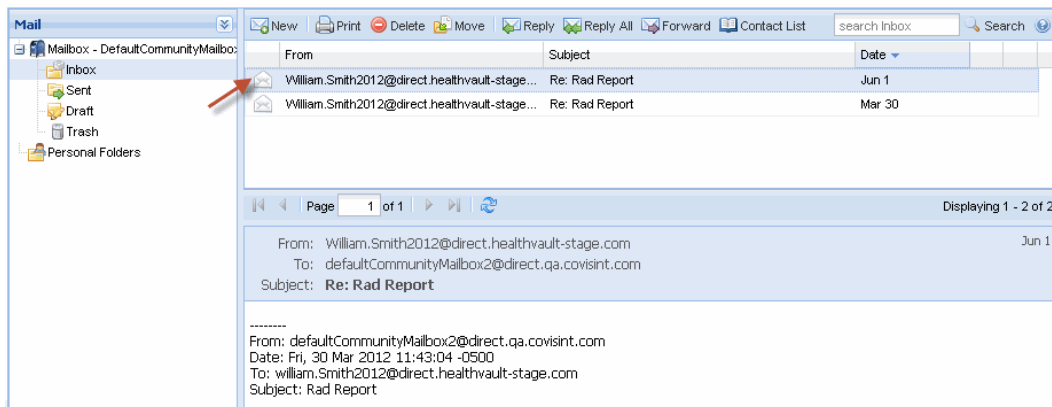 Mail
Mailbox - DefaultCommunityMailbo
Inbox
Sent
Draft
Trash
Personal Folders
New Print Delete Move Reply Reply All Forward Contact List search Inbox Search
From Subject Date
William.Smith2012@direct.healthvault-stage... Re: Rad Report Jun 1
William.Smith2012@direct.healthvault-stage... Re: Rad Report Mar 30
Page 1 of 1 Displaying 1 - 2 of 2
From: William.Smith2012@direct.healthvault-stage.com Jun 1
To: defaultCommunityMailbox2@direct.qa.covisint.com
Subject: Re: Rad Report
--------
From: defaultCommunityMailbox2@direct.qa.covisint.com
Date: Fri, 30 Mar 2012 11:43:04 -0500
To: william.Smith2012@direct.healthvault-stage.com
Subject: Rad Report